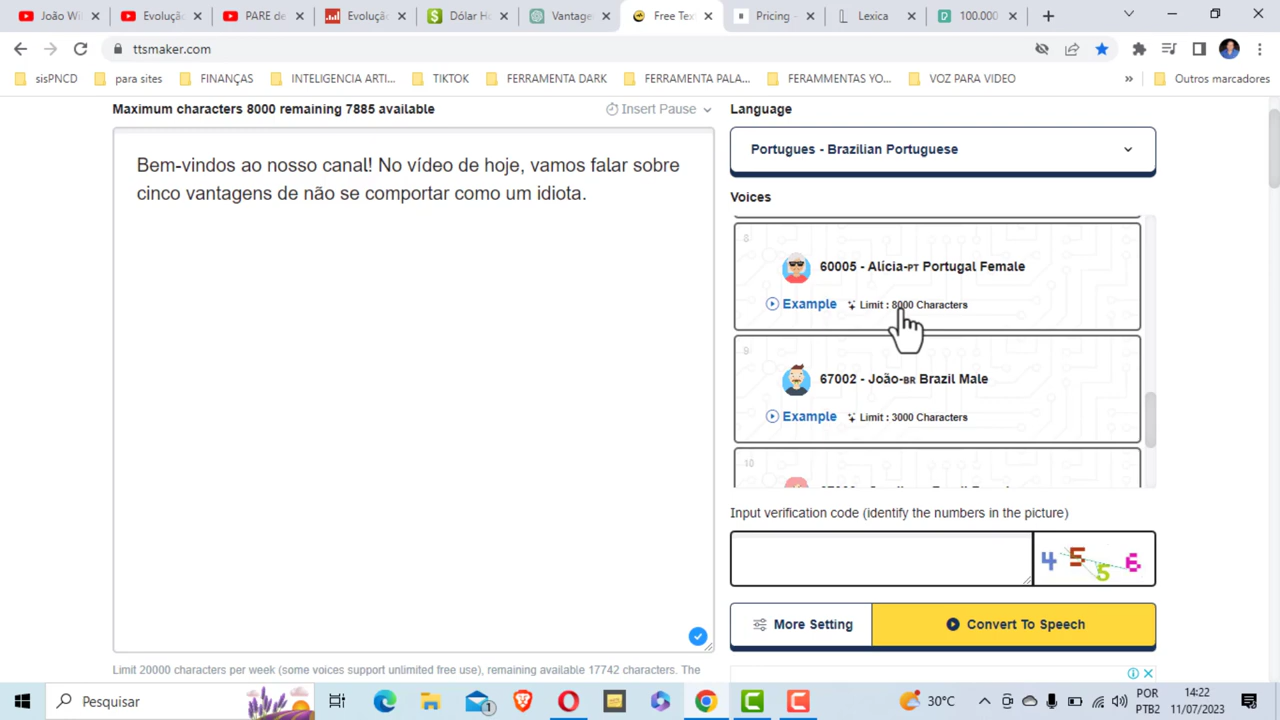 João Wil
Evoluçã
PARE de
Evoluçã
Dólar Ho
Vantage
Free Tex
Pricing -
Lexica
100.000
ttsmaker.com
sisPNCD
para sites
FINANÇAS
INTELIGENCIA ARTI...
TIKTOK
FERRAMENTA DARK
FERRAMENTA PALA...
FERAMMENTAS YO...
VOZ PARA VIDEO
»
Outros marcadores
Maximum characters 8000 remaining 7885 available
Insert Pause
Bem-vindos ao nosso canal! No vídeo de hoje, vamos falar sobre
cinco vantagens de não se comportar como um idiota.
Limit 20000 characters per week (some voices support unlimited free use), remaining available 17742 characters. The
Language
Portugues - Brazilian Portuguese
Voices
8
60005 - Alícia-PT Portugal Female
Example
Limit : 8000 Characters
9
67002 - João-BR Brazil Male
Example
Limit : 3000 Characters
10
Input verification code (identify the numbers in the picture)
4 5 5 6
More Setting
Convert To Speech
Pesquisar
1
30°C
POR
PTB2
14:22
11/07/2023